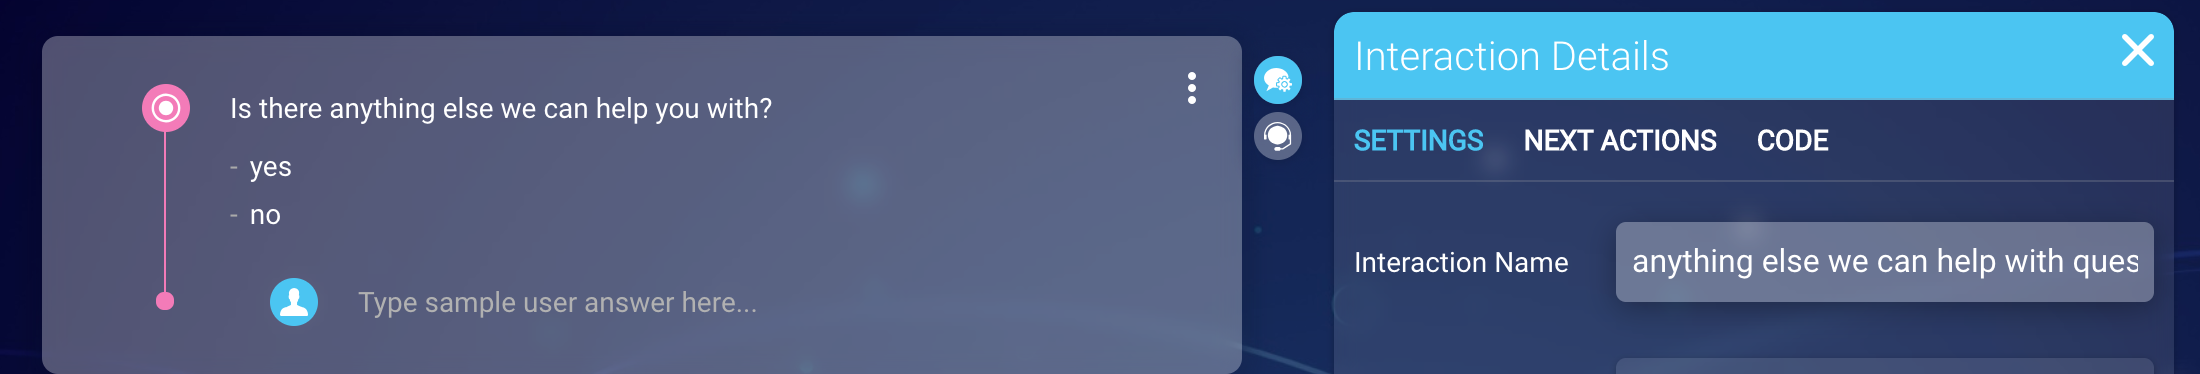 Is there anything else we can help you with?
- yes
- no
Type sample user answer here...
Interaction Details
SETTINGS NEXT ACTIONS CODE
Interaction Name
anything else we can help with ques